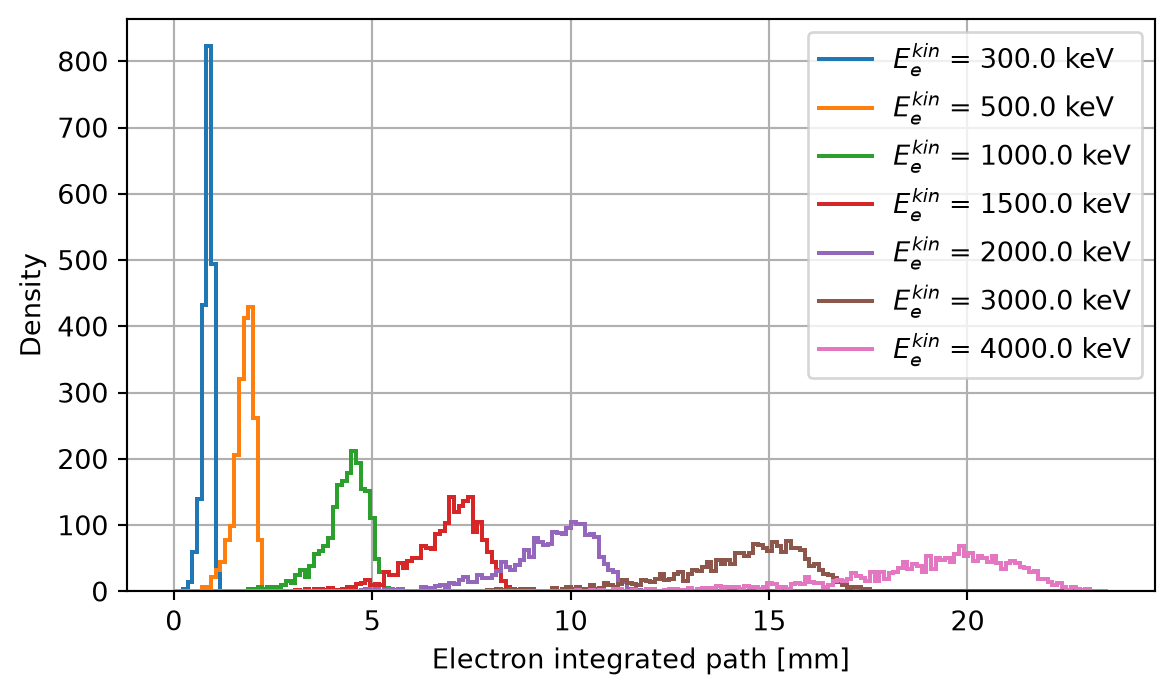 800
700
600
500
400
300
200
100
0
Density
0 5 10 15 20
Electron integrated path [mm]
$E_e^{kin}$ = 300.0 keV
$E_e^{kin}$ = 500.0 keV
$E_e^{kin}$ = 1000.0 keV
$E_e^{kin}$ = 1500.0 keV
$E_e^{kin}$ = 2000.0 keV
$E_e^{kin}$ = 3000.0 keV
$E_e^{kin}$ = 4000.0 keV